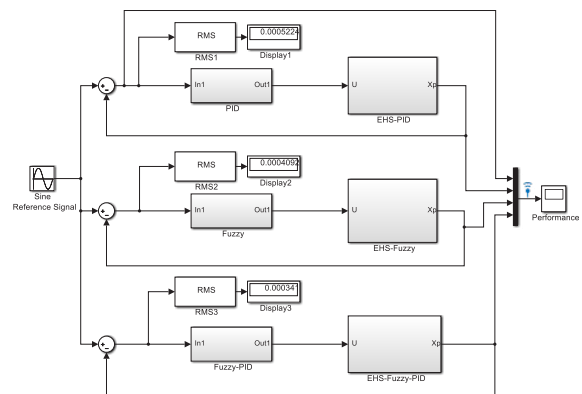 RMS
0.0005224
RMS1
Display1
In1
Out1
PID
U
Xp
EHS-PID
RMS
0.0004092
RMS2
Display2
In1
Out1
Fuzzy
U
Xp
EHS-Fuzzy
Sine
Reference Signal
Performance
RMS
0.000341
RMS3
Display3
In1
Out1
Fuzzy-PID
U
Xp
EHS-Fuzzy-PID